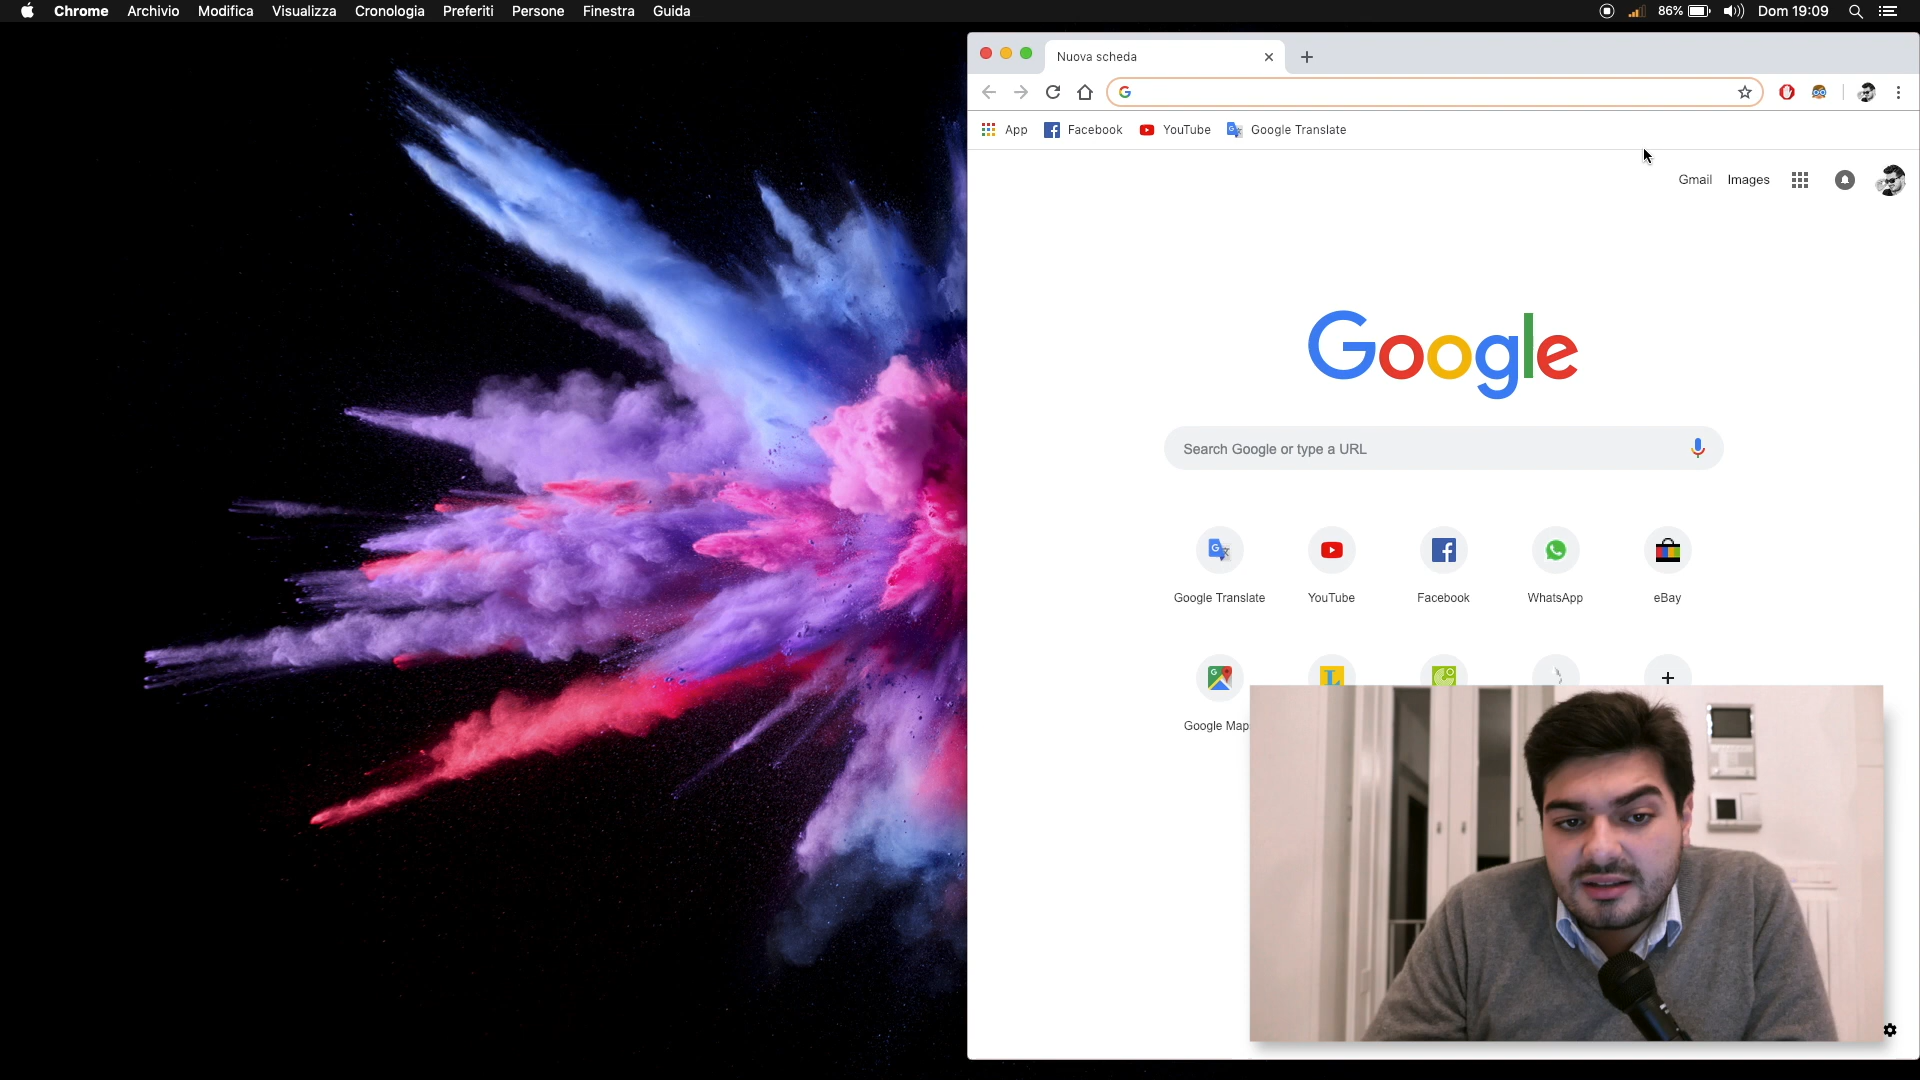 Chrome Archivio Modifica Visualizza Cronologia Preferiti Persone Finestra Guida 86% Dom 19:09
Nuova scheda
App Facebook YouTube Google Translate
Gmail Images
Google
Search Google or type a URL
Google Translate YouTube Facebook WhatsApp eBay
Google Map